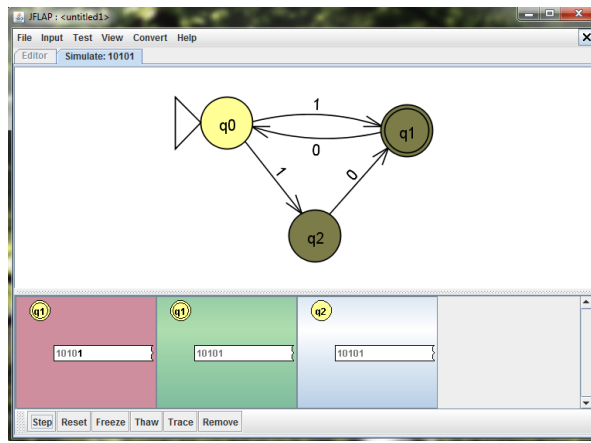 JFLAP : <untitled1>
File Input Test View Convert Help
Editor Simulate: 10101
1
q0
q1
0
1
0
q2
q1 q1 q2
10101 10101 10101
Step Reset Freeze Thaw Trace Remove